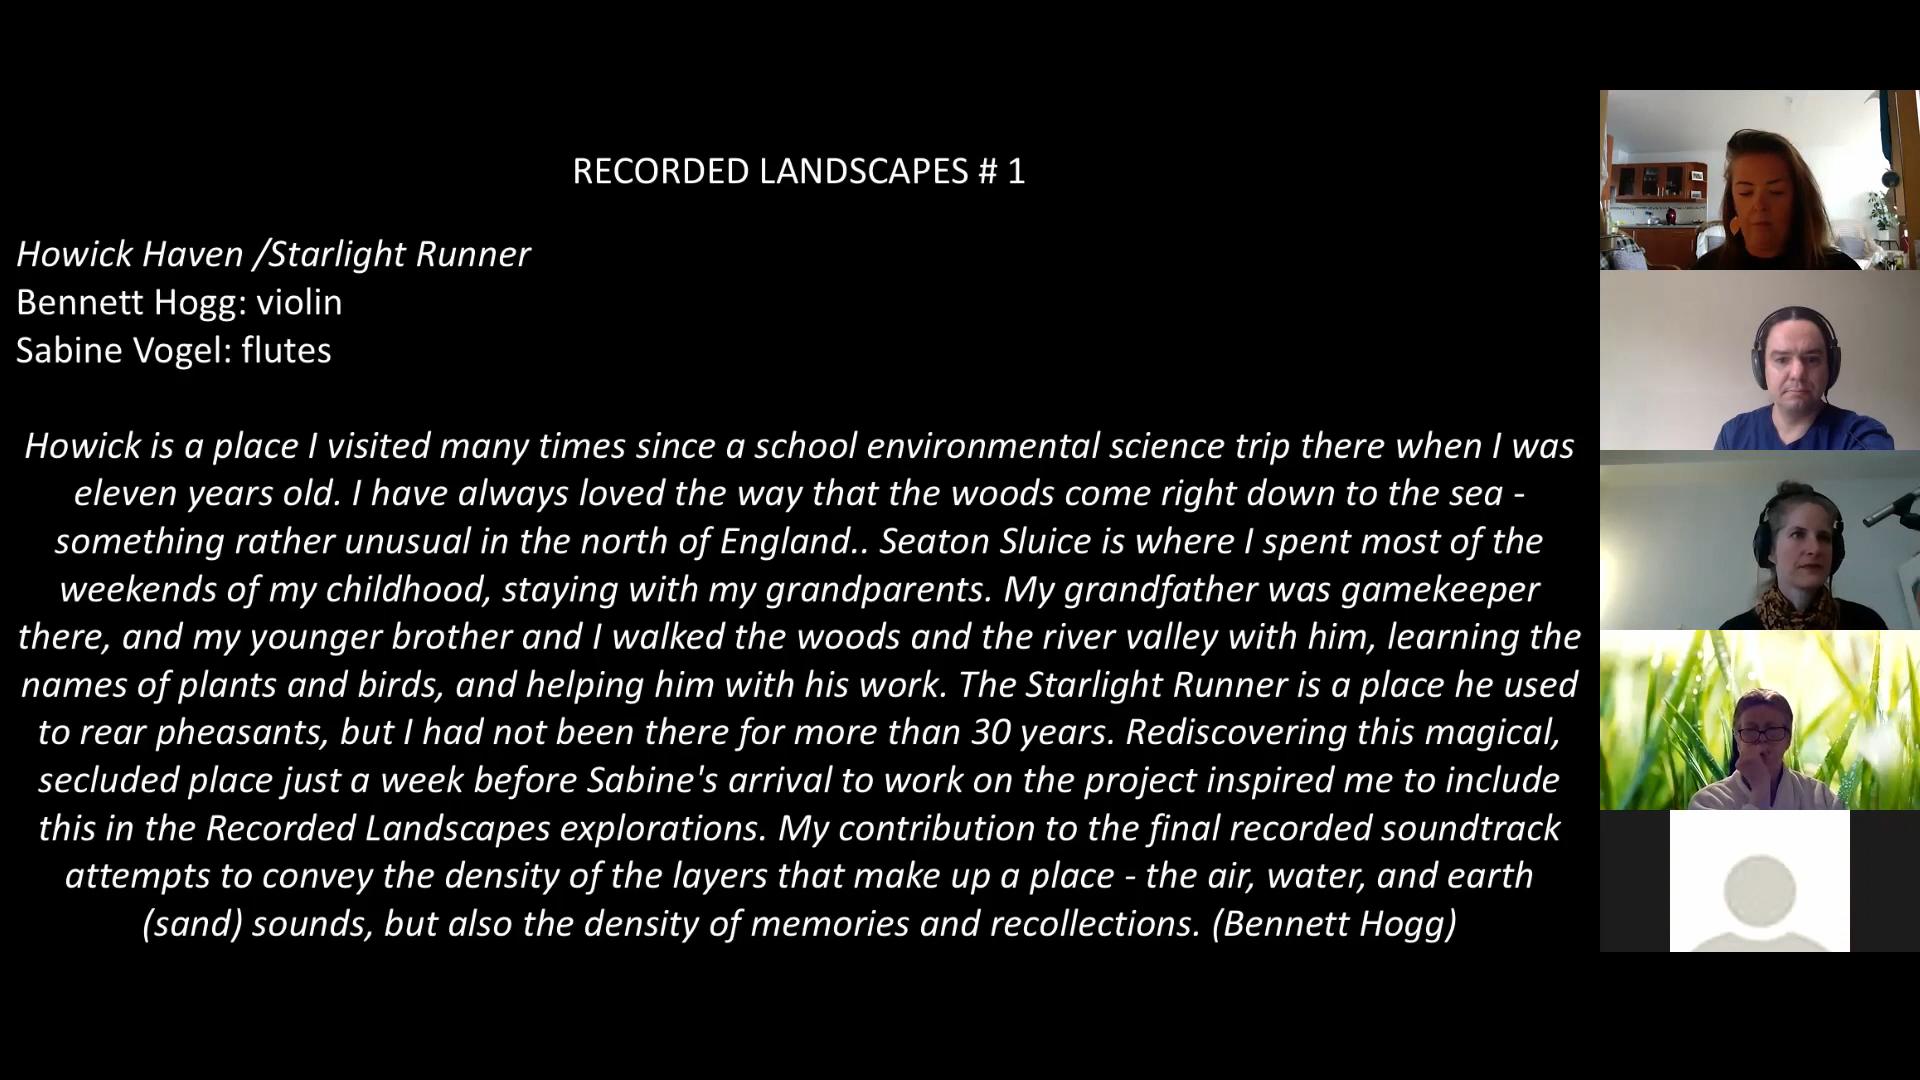 RECORDED LANDSCAPES # 1
Howick Haven /Starlight Runner
Bennett Hogg: violin
Sabine Vogel: flutes
Howick is a place I visited many times since a school environmental science trip there when I was
eleven years old. I have always loved the way that the woods come right down to the sea -
something rather unusual in the north of England.. Seaton Sluice is where I spent most of the
weekends of my childhood, staying with my grandparents. My grandfather was gamekeeper
there, and my younger brother and I walked the woods and the river valley with him, learning the
names of plants and birds, and helping him with his work. The Starlight Runner is a place he used
to rear pheasants, but I had not been there for more than 30 years. Rediscovering this magical,
secluded place just a week before Sabine's arrival to work on the project inspired me to include
this in the Recorded Landscapes explorations. My contribution to the final recorded soundtrack
attempts to convey the density of the layers that make up a place - the air, water, and earth
(sand) sounds, but also the density of memories and recollections. (Bennett Hogg)